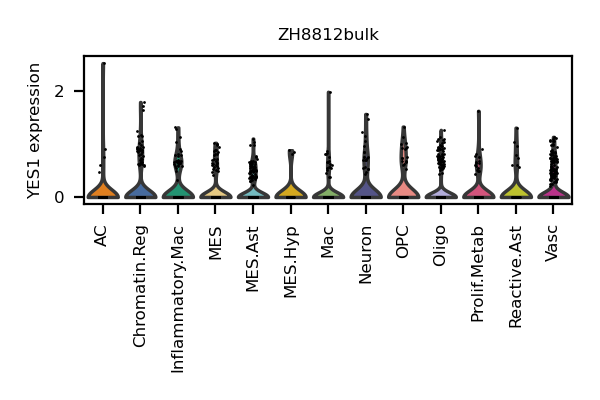 ZH8812bulk
YES1 expression
2
0
AC
Chromatin.Reg
Inflammatory.Mac
MES
MES.Ast
MES.Hyp
Mac
Neuron
OPC
Oligo
Prolif.Metab
Reactive.Ast
Vasc